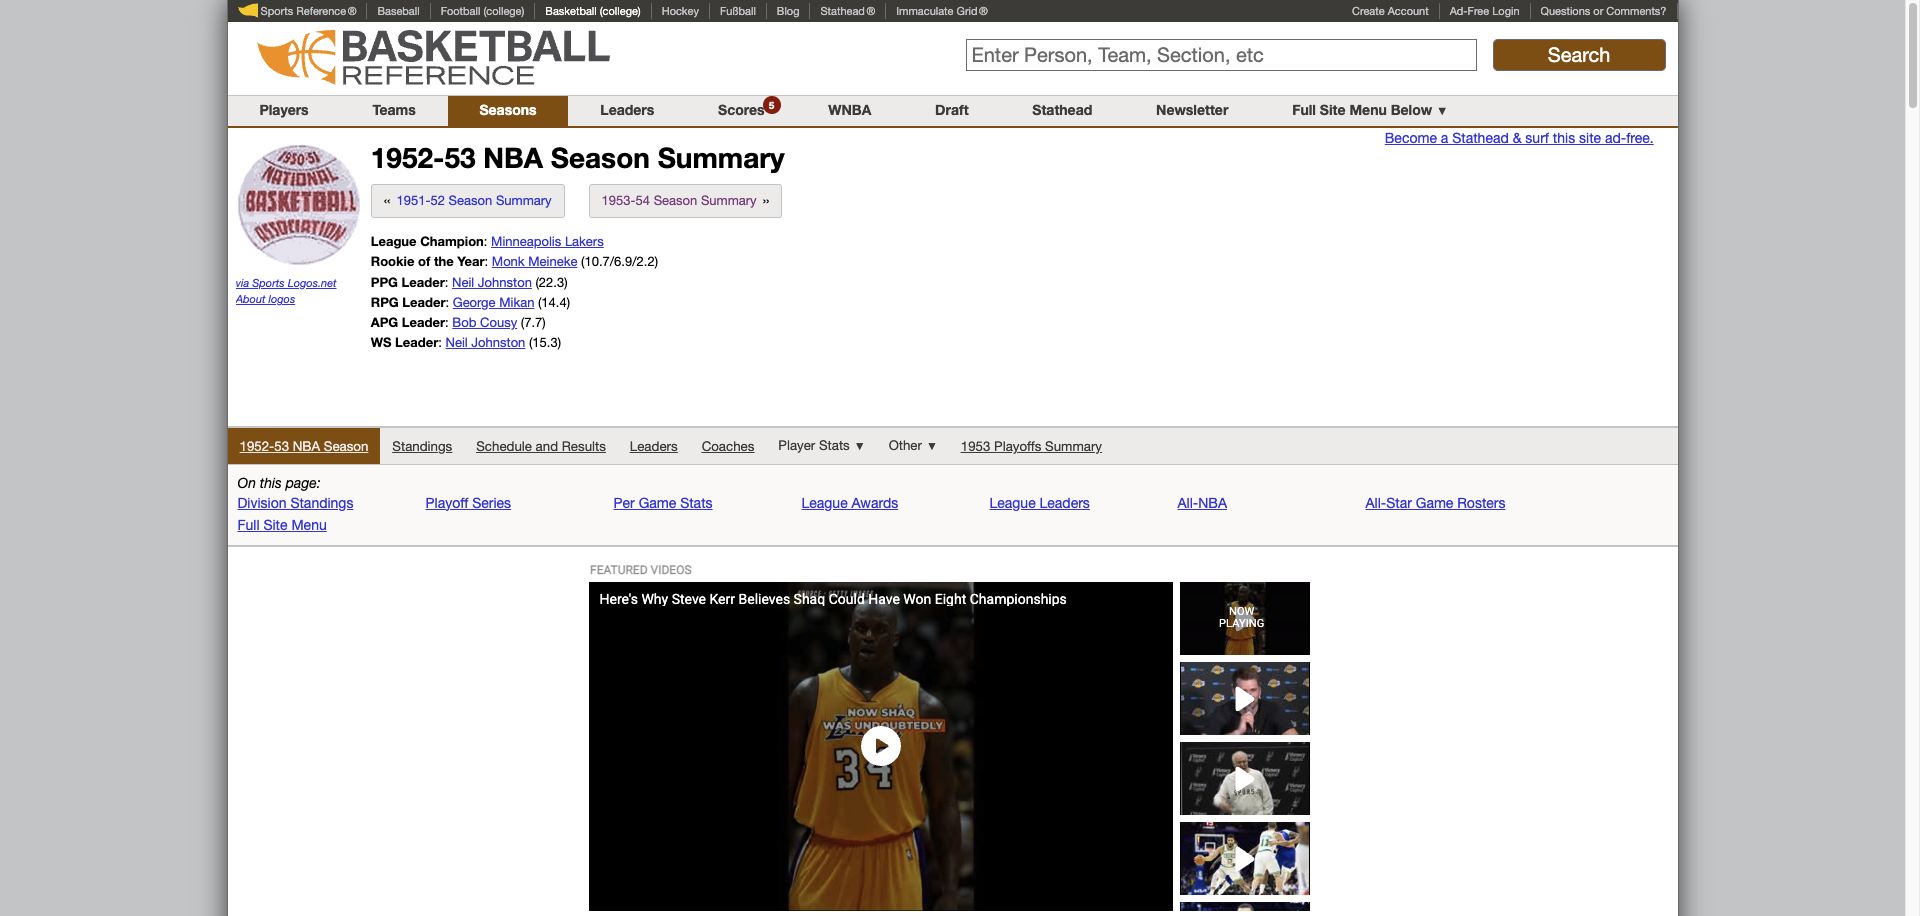 Sports Reference®
Baseball
Football (college)
Basketball (college)
Hockey
Fußball
Blog
Stathead®
Immaculate Grid®
Create Account
Ad-Free Login
Questions or Comments?
BASKETBALL
REFERENCE
Enter Person, Team, Section, etc
Search
Players
Teams
Seasons
Leaders
Scores
5
WNBA
Draft
Stathead
Newsletter
Full Site Menu Below ▼
Become a Stathead & surf this site ad-free.
1950-51
NATIONAL
BASKETBALL
ASSOCIATION
via Sports Logos.net
About logos
1952-53 NBA Season Summary
« 1951-52 Season Summary
1953-54 Season Summary »
League Champion: Minneapolis Lakers
Rookie of the Year: Monk Meineke (10.7/6.9/2.2)
PPG Leader: Neil Johnston (22.3)
RPG Leader: George Mikan (14.4)
APG Leader: Bob Cousy (7.7)
WS Leader: Neil Johnston (15.3)
1952-53 NBA Season
Standings
Schedule and Results
Leaders
Coaches
Player Stats ▼
Other ▼
1953 Playoffs Summary
On this page:
Division Standings
Playoff Series
Per Game Stats
League Awards
League Leaders
All-NBA
All-Star Game Rosters
Full Site Menu
FEATURED VIDEOS
Here's Why Steve Kerr Believes Shaq Could Have Won Eight Championships
NOW SHAQ
WAS UNDOUBTEDLY
34
NOW
PLAYING
SPURS